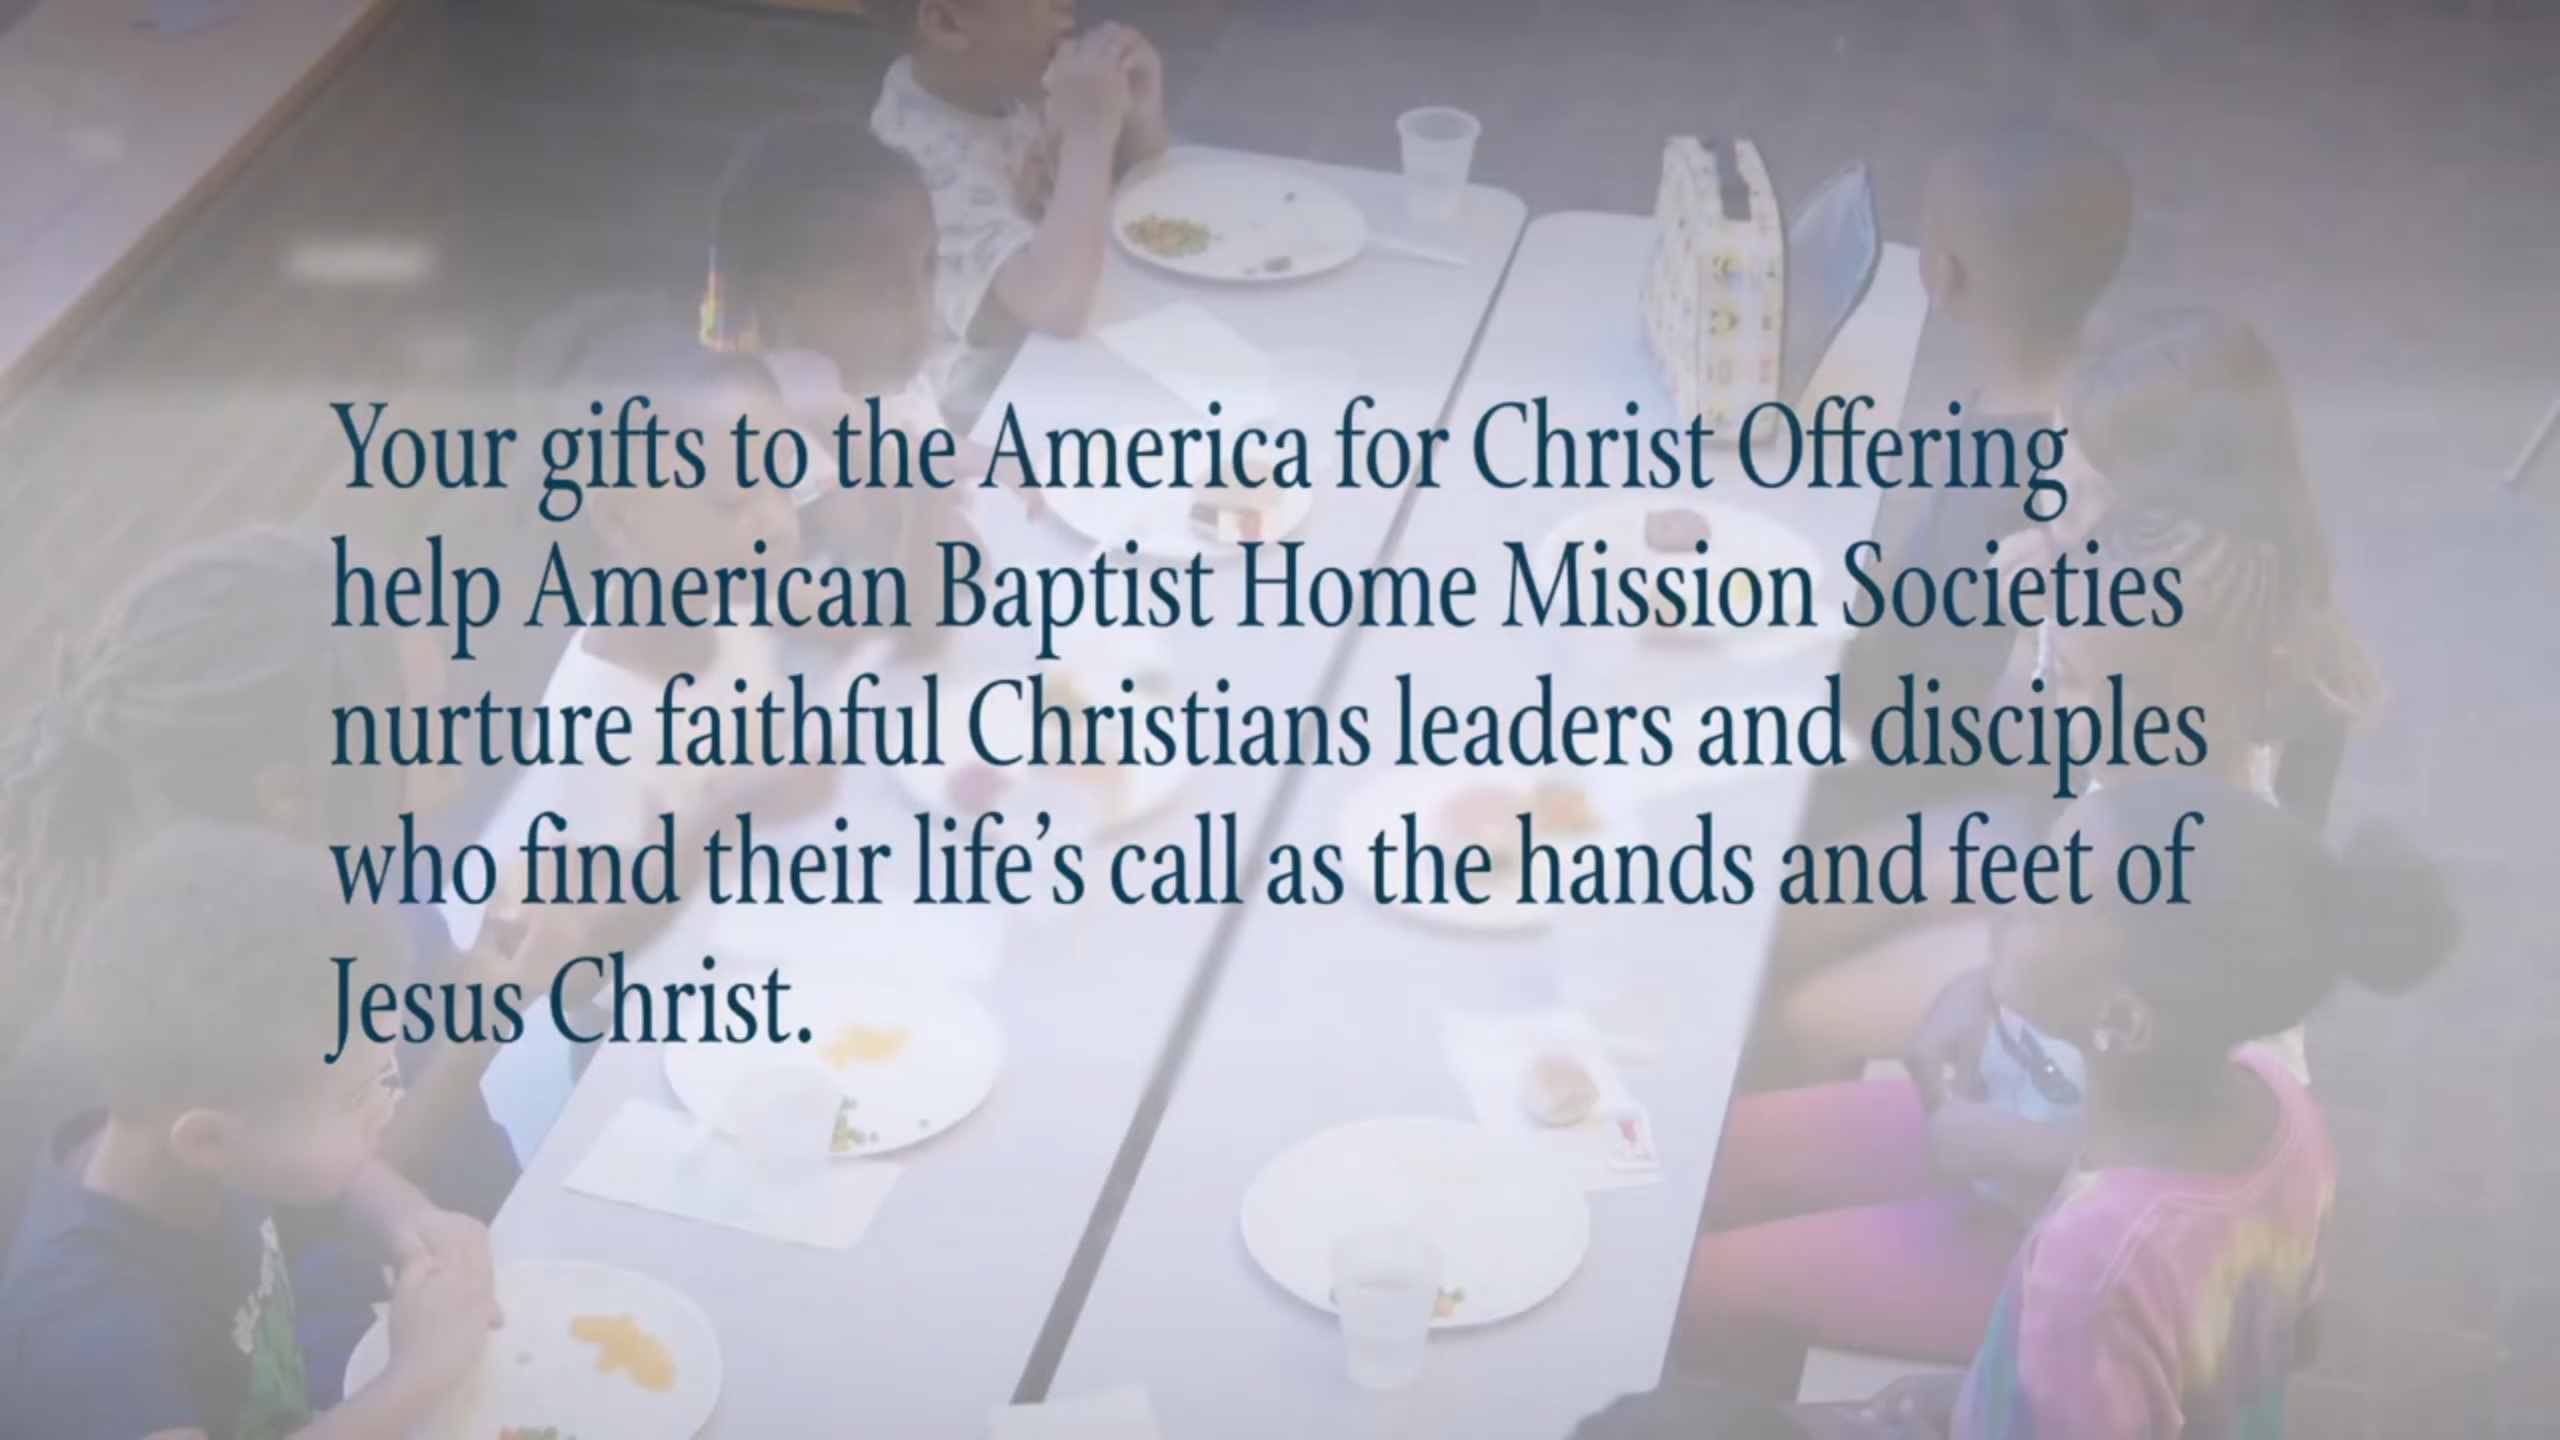 Your gifts to the America for Christ Offering
help American Baptist Home Mission Societies
nurture faithful Christians leaders and disciples
who find their life’s call as the hands and feet of
Jesus Christ.